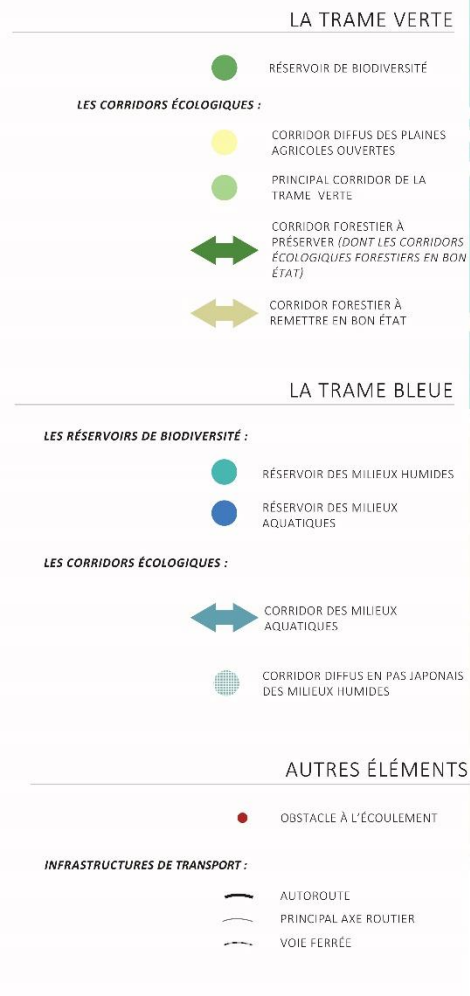 LA TRAME VERTE
RÉSERVOIR DE BIODIVERSITÉ
LES CORRIDORS ÉCOLOGIQUES :
CORRIDOR DIFFUS DES PLAINES
AGRICOLES OUVERTES
PRINCIPAL CORRIDOR DE LA
TRAME VERTE
CORRIDOR FORESTIER À
PRÉSERVER (DONT LES CORRIDORS
ÉCOLOGIQUES FORESTIERS EN BON
ÉTAT)
CORRIDOR FORESTIER À
REMETTRE EN BON ÉTAT
LA TRAME BLEUE
LES RÉSERVOIRS DE BIODIVERSITÉ :
RÉSERVOIR DES MILIEUX HUMIDES
RÉSERVOIR DES MILIEUX
AQUATIQUES
LES CORRIDORS ÉCOLOGIQUES :
CORRIDOR DES MILIEUX
AQUATIQUES
CORRIDOR DIFFUS EN PAS JAPONAIS
DES MILIEUX HUMIDES
AUTRES ÉLÉMENTS
OBSTACLE À L'ÉCOULEMENT
INFRASTRUCTURES DE TRANSPORT :
AUTOROUTE
PRINCIPAL AXE ROUTIER
VOIE FERRÉE